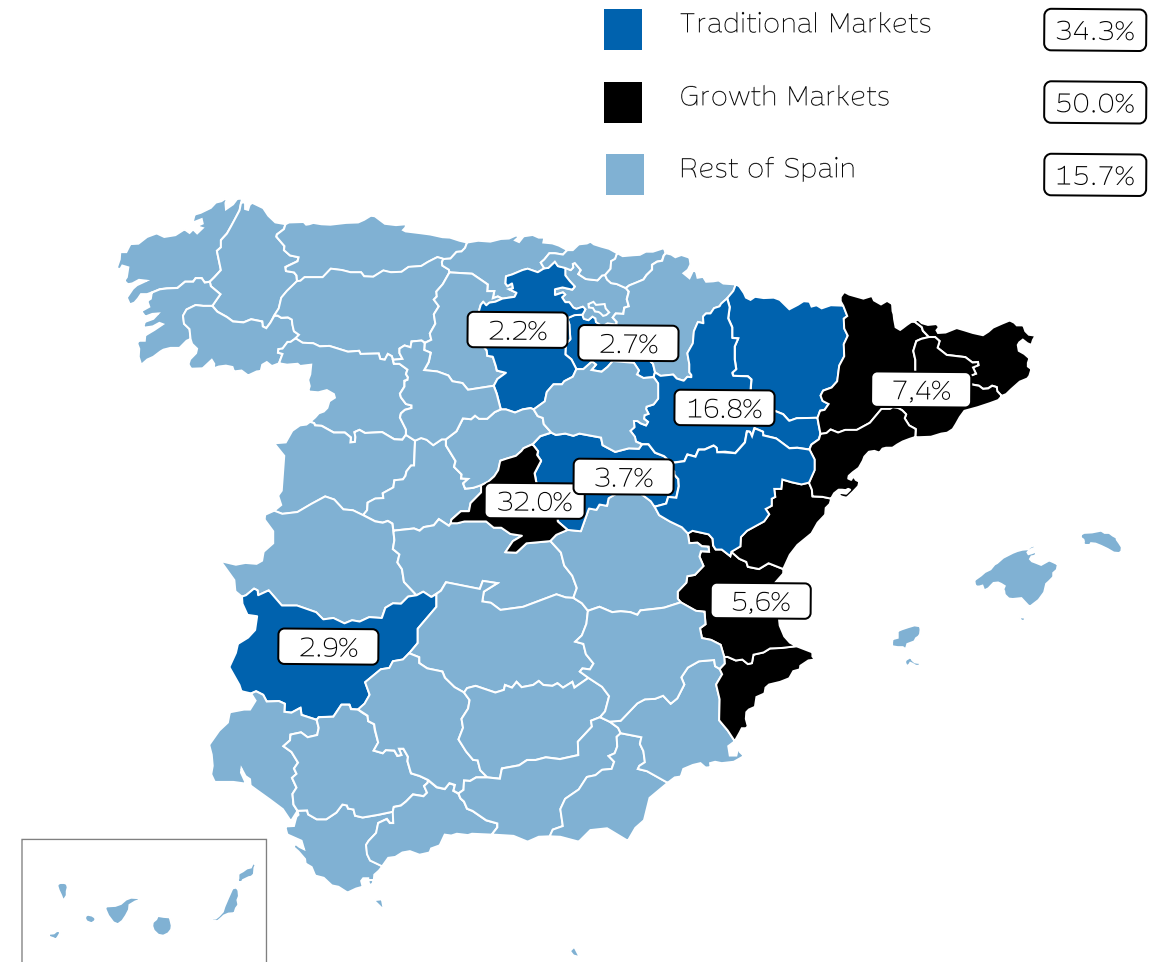 Traditional Markets 34.3%
Growth Markets 50.0%
Rest of Spain 15.7%
2.2%
2.7%
7,4%
16.8%
3.7%
32.0%
5,6%
2.9%